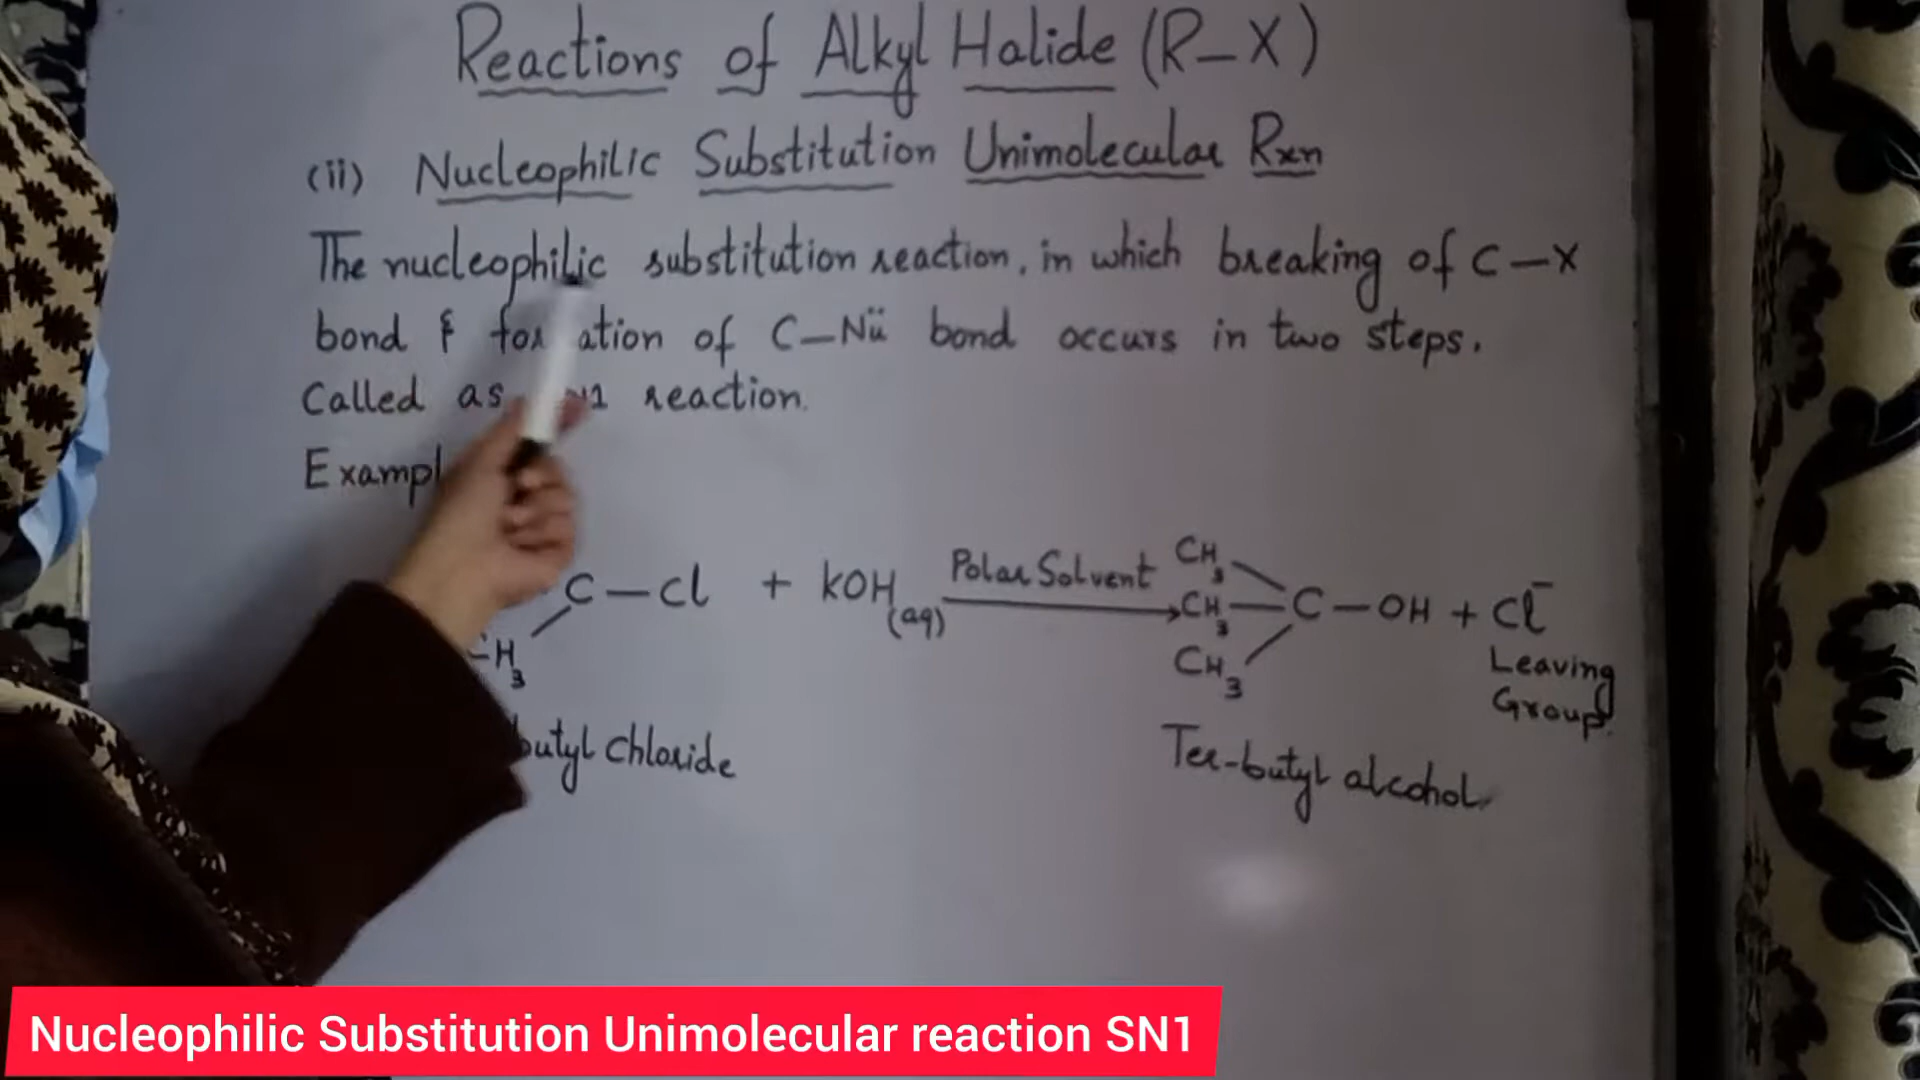 Reactions of Alkyl Halide (R–X)
(ii) Nucleophilic Substitution Unimolecular Rxn
The nucleophilic substitution reaction, in which breaking of C–X
bond & for ation of C–Nü bond occurs in two steps.
Called as reaction.
Exampl
C–Cl + KOH(aq) Polar Solvent CH3 CH3 CH3 C–OH + Cl⁻
H3
Leaving
Group.
butyl chloride
Ter-butyl alcohol.
Nucleophilic Substitution Unimolecular reaction SN1